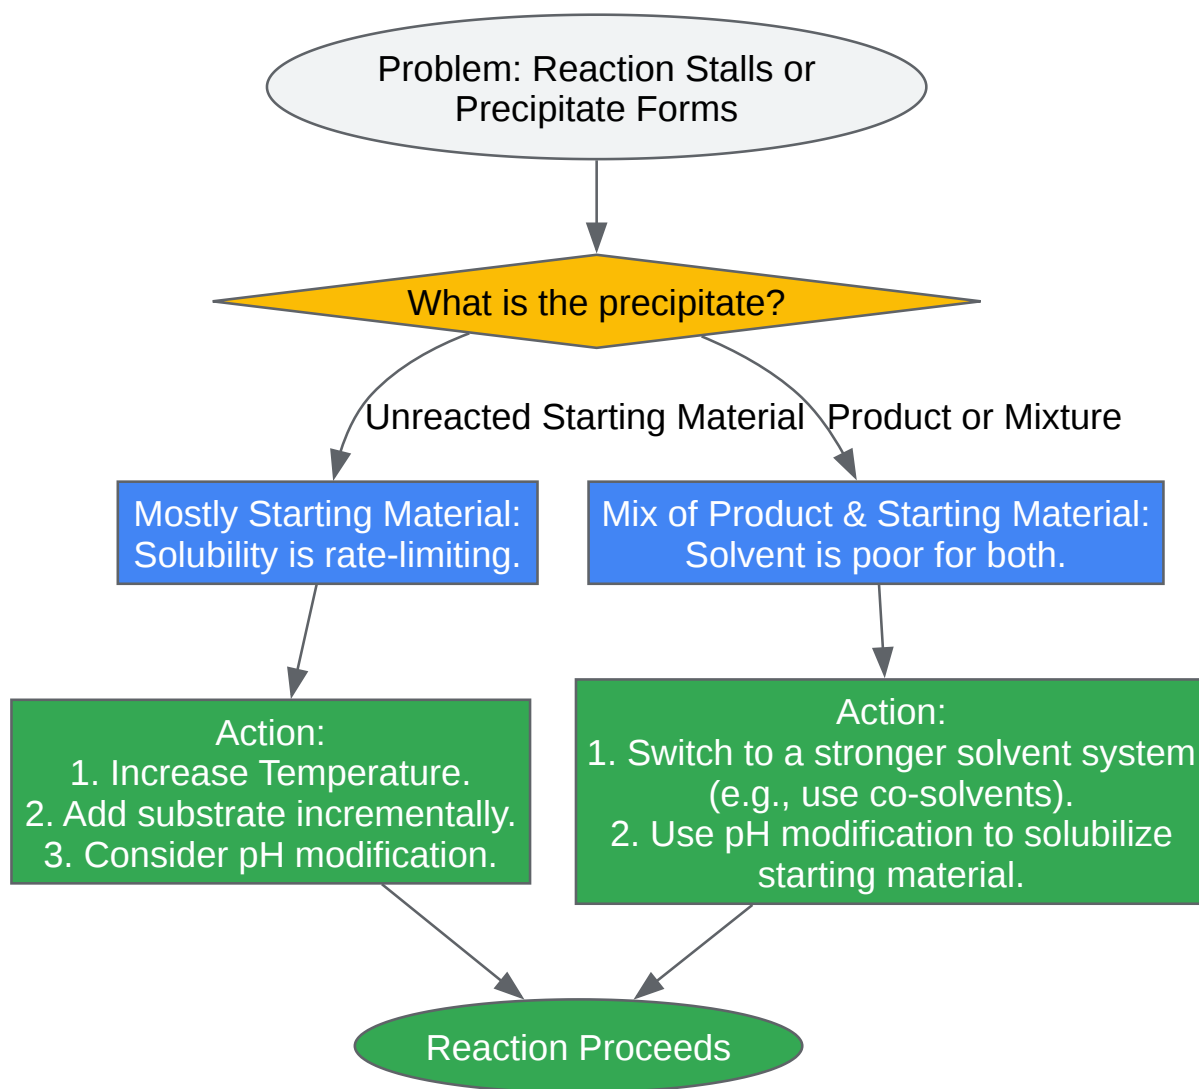 Problem: Reaction Stalls or
Precipitate Forms
What is the precipitate?
Unreacted Starting Material
Product or Mixture
Mostly Starting Material:
Solubility is rate-limiting.
Mix of Product & Starting Material:
Solvent is poor for both.
Action:
1. Increase Temperature.
2. Add substrate incrementally.
3. Consider pH modification.
Action:
1. Switch to a stronger solvent system
(e.g., use co-solvents).
2. Use pH modification to solubilize
starting material.
Reaction Proceeds